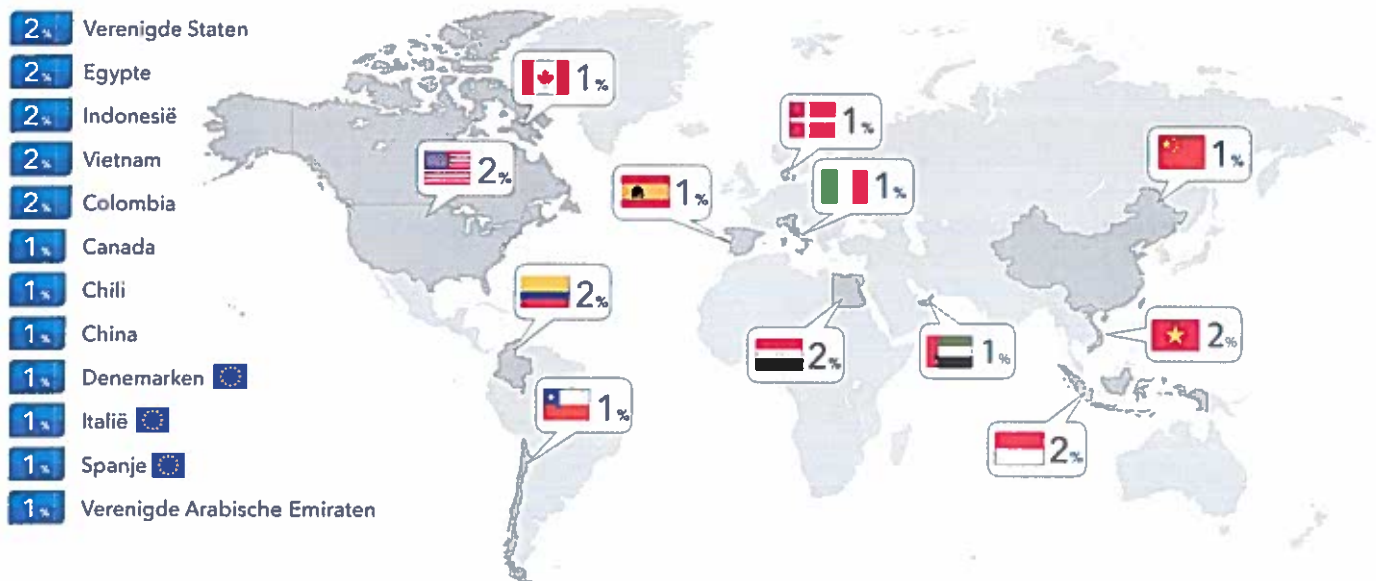 2% Verenigde Staten
2% Egypte
2% Indonesië
2% Vietnam
2% Colombia
1% Canada
1% Chili
1% China
1% Denemarken
1% Italië
1% Spanje
1% Verenigde Arabische Emiraten
1%
1%
1%
2%
1%
1%
2%
2%
1%
2%
1%
2%